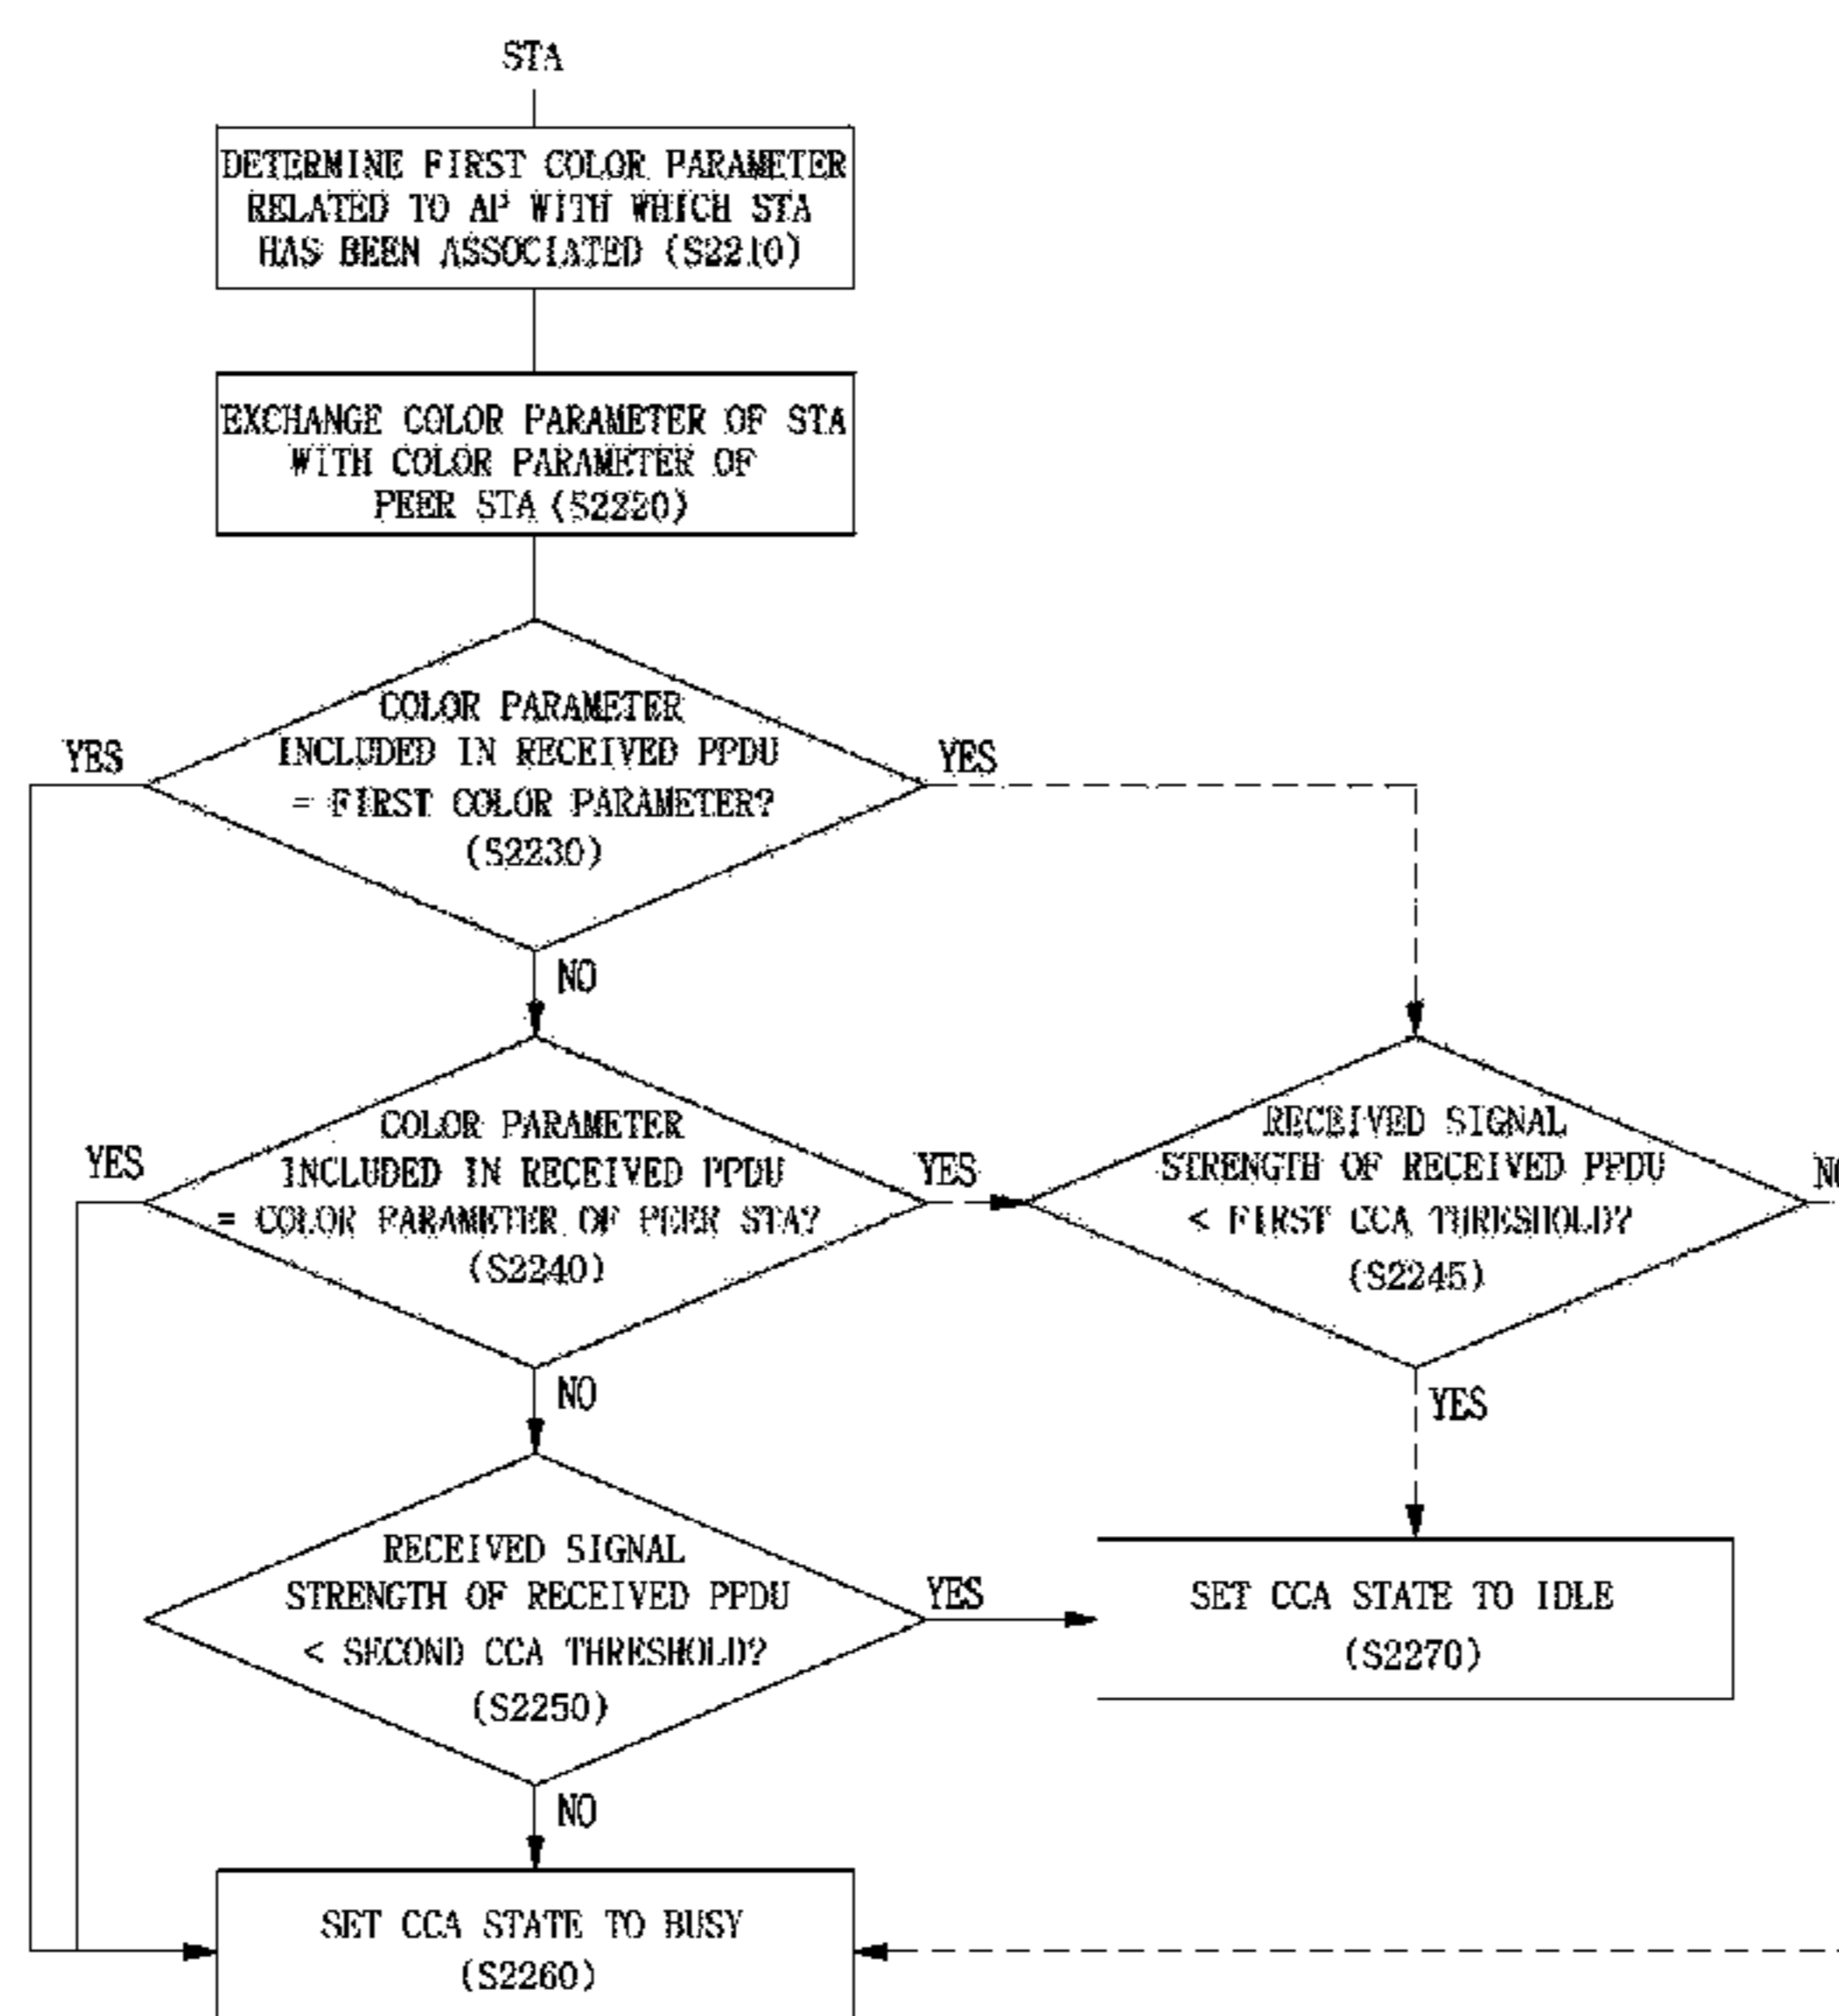 STA
DETERMINE FIRST COLOR PARAMETER
RELATED TO AP WITH WHICH STA
HAS BEEN ASSOCIATED (S2210)
EXCHANGE COLOR PARAMETER OF STA
WITH COLOR PARAMETER OF
PEER STA (S2220)
COLOR PARAMETER
INCLUDED IN RECEIVED PPDU
= FIRST COLOR PARAMETER?
(S2230)
YES
YES
NO
COLOR PARAMETER
INCLUDED IN RECEIVED PPDU
= COLOR PARAMETER OF PEER STA?
(S2240)
YES
YES
RECEIVED SIGNAL
STRENGTH OF RECEIVED PPDU
< FIRST CCA THRESHOLD?
(S2245)
NO
NO
YES
RECEIVED SIGNAL
STRENGTH OF RECEIVED PPDU
< SECOND CCA THRESHOLD?
(S2250)
YES
SET CCA STATE TO IDLE
(S2270)
NO
SET CCA STATE TO BUSY
(S2260)